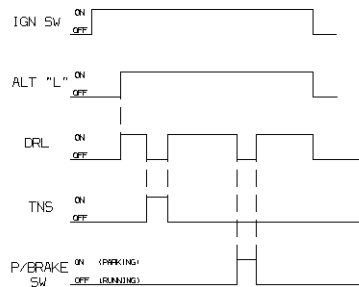 IGN SW ON
OFF
ALT "L" ON
OFF
DRL ON
OFF
TNS ON
OFF
P/BRAKE SW ON (PARKING)
OFF (RUNNING)